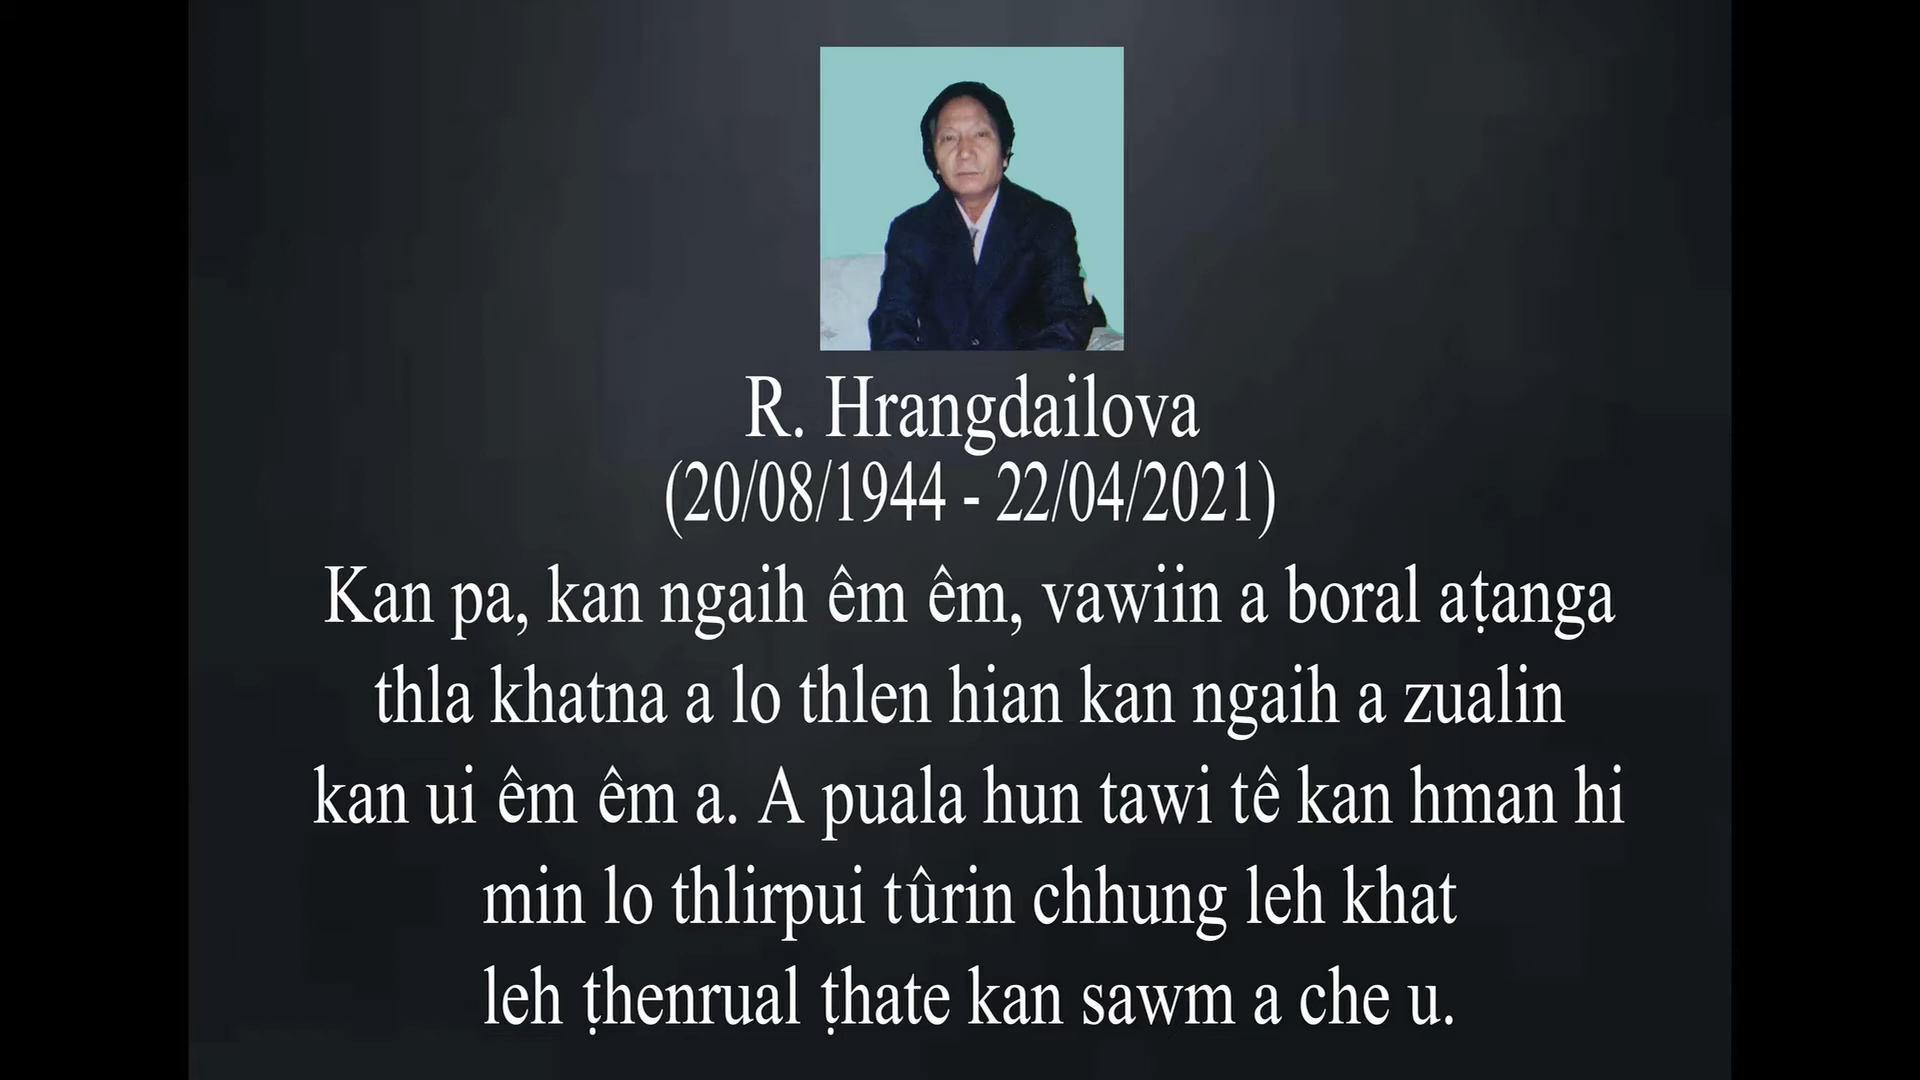 R. Hrangdailova
(20/08/1944 - 22/04/2021)
Kan pa, kan ngaih êm êm, vawiin a boral aṭanga
thla khatna a lo thlen hian kan ngaih a zualin
kan ui êm êm a. A puala hun tawi tê kan hman hi
min lo thlirpui tûrin chhung leh khat
leh ṭhenrual ṭhate kan sawm a che u.